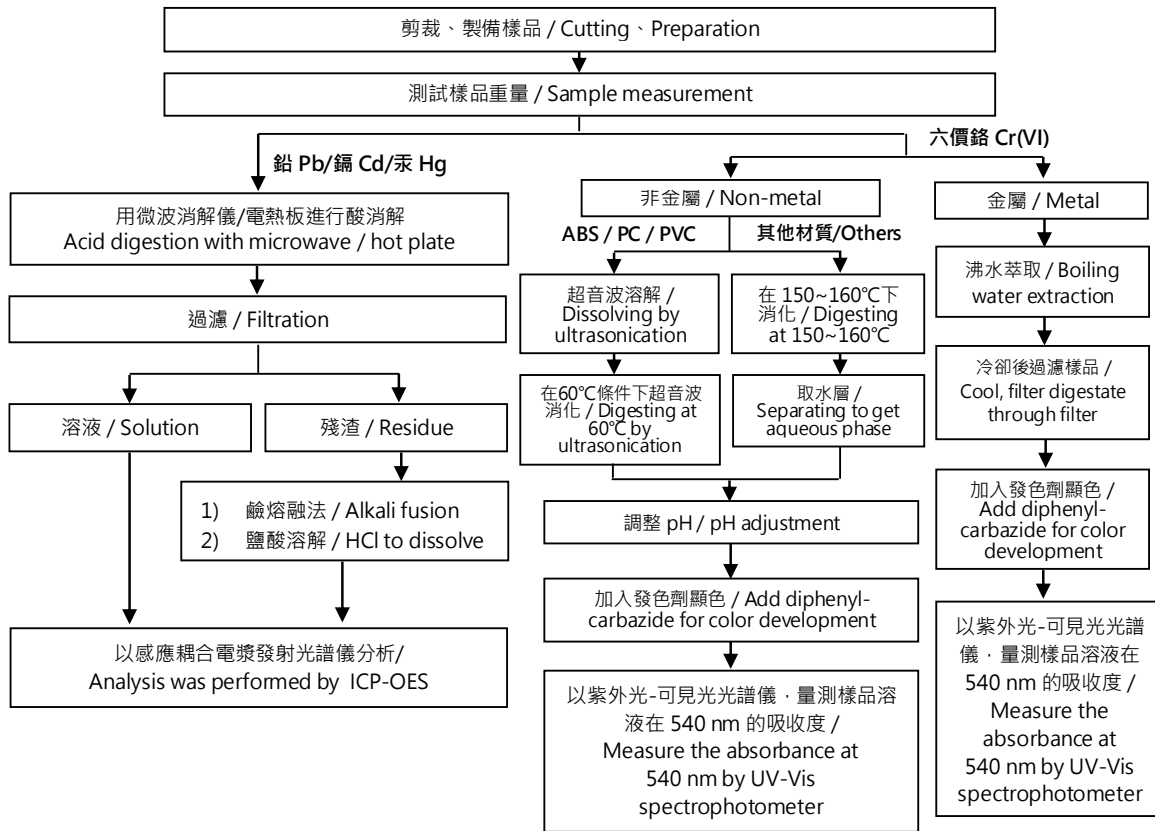 剪裁、製備樣品 / Cutting、Preparation
測試樣品重量 / Sample measurement
鉛 Pb/鎘 Cd/汞 Hg
用微波消解儀/電熱板進行酸消解
Acid digestion with microwave / hot plate
過濾 / Filtration
溶液 / Solution
殘渣 / Residue
1) 鹼熔融法 / Alkali fusion
2) 鹽酸溶解 / HCl to dissolve
以感應耦合電漿發射光譜儀分析/
Analysis was performed by ICP-OES
六價鉻 Cr(VI)
非金屬 / Non-metal
ABS / PC / PVC
超音波溶解 /
Dissolving by
ultrasonication
在60℃條件下超音波
消化 / Digesting at
60℃ by
ultrasonication
其他材質/Others
在 150~160℃下
消化 / Digesting
at 150~160℃
取水層 /
Separating to get
aqueous phase
調整 pH / pH adjustment
加入發色劑顯色 / Add diphenyl-
carbazide for color development
以紫外光-可見光光譜儀，量測樣品溶
液在 540 nm 的吸收度 /
Measure the absorbance at
540 nm by UV-Vis
spectrophotometer
金屬 / Metal
沸水萃取 / Boiling
water extraction
冷卻後過濾樣品 /
Cool, filter digestate
through filter
加入發色劑顯色 /
Add diphenyl-
carbazide for color
development
以紫外光-可見光光譜
儀，量測樣品溶液在
540 nm 的吸收度 /
Measure the
absorbance at
540 nm by UV-Vis
spectrophotometer